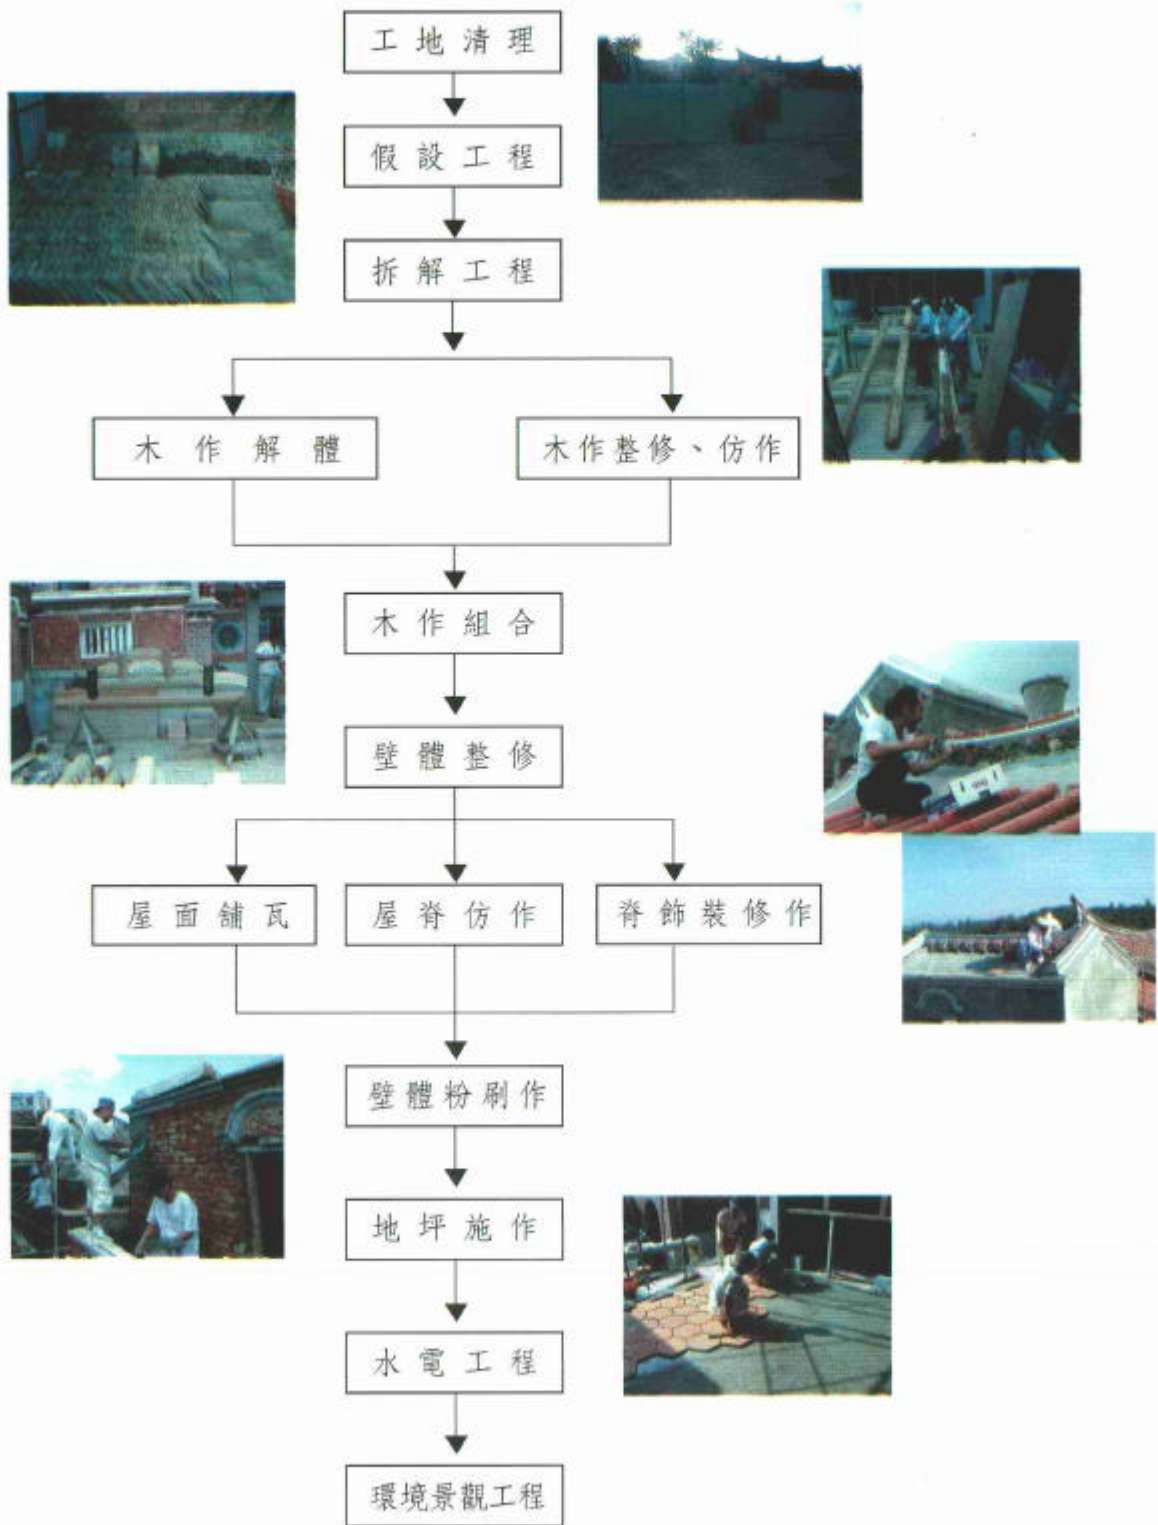 工地清理
假設工程
拆解工程
木作解體
木作整修、仿作
木作組合
壁體整修
屋面舖瓦
屋脊仿作
脊飾裝修作
壁體粉刷作
地坪施作
水電工程
環境景觀工程